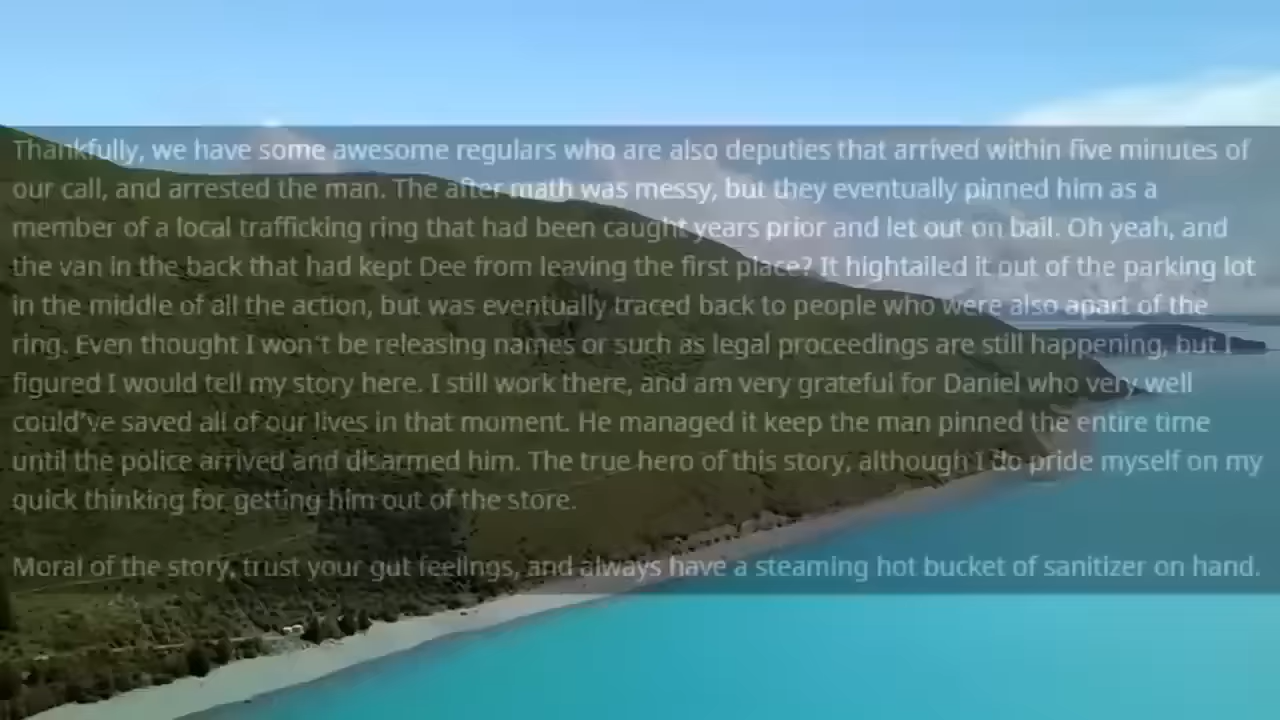 Thankfully, we have some awesome regulars who are also deputies that arrived within five minutes of
our call, and arrested the man. The after math was messy, but they eventually pinned him as a
member of a local trafficking ring that had been caught years prior and let out on bail. Oh yeah, and
the van in the back that had kept Dee from leaving the first place? It hightailed it out of the parking lot
in the middle of all the action, but was eventually traced back to people who were also apart of the
ring. Even thought I won't be releasing names or such as legal proceedings are still happening, but I
figured I would tell my story here. I still work there, and am very grateful for Daniel who very well
could've saved all of our lives in that moment. He managed it keep the man pinned the entire time
until the police arrived and disarmed him. The true hero of this story, although I do pride myself on my
quick thinking for getting him out of the store.
Moral of the story, trust your gut feelings, and always have a steaming hot bucket of sanitizer on hand.